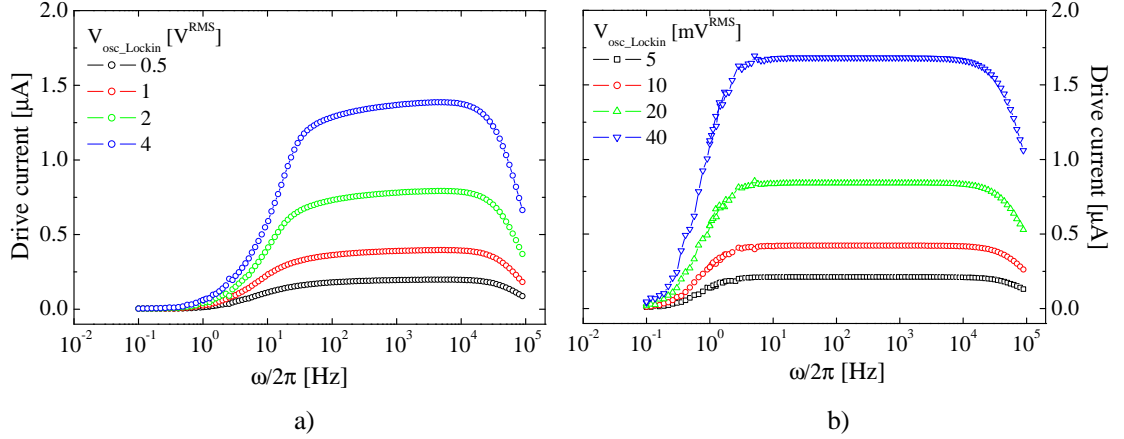 2.0
1.5
1.0
0.5
0.0
Drive current [μA]
V_osc_Lockin [V^RMS]
0.5
1
2
4
10^-2 10^-1 10^0 10^1 10^2 10^3 10^4 10^5
ω/2π [Hz]
a)
V_osc_Lockin [mV^RMS]
5
10
20
40
2.0
1.5
1.0
0.5
0.0
Drive current [μA]
10^-2 10^-1 10^0 10^1 10^2 10^3 10^4 10^5
ω/2π [Hz]
b)